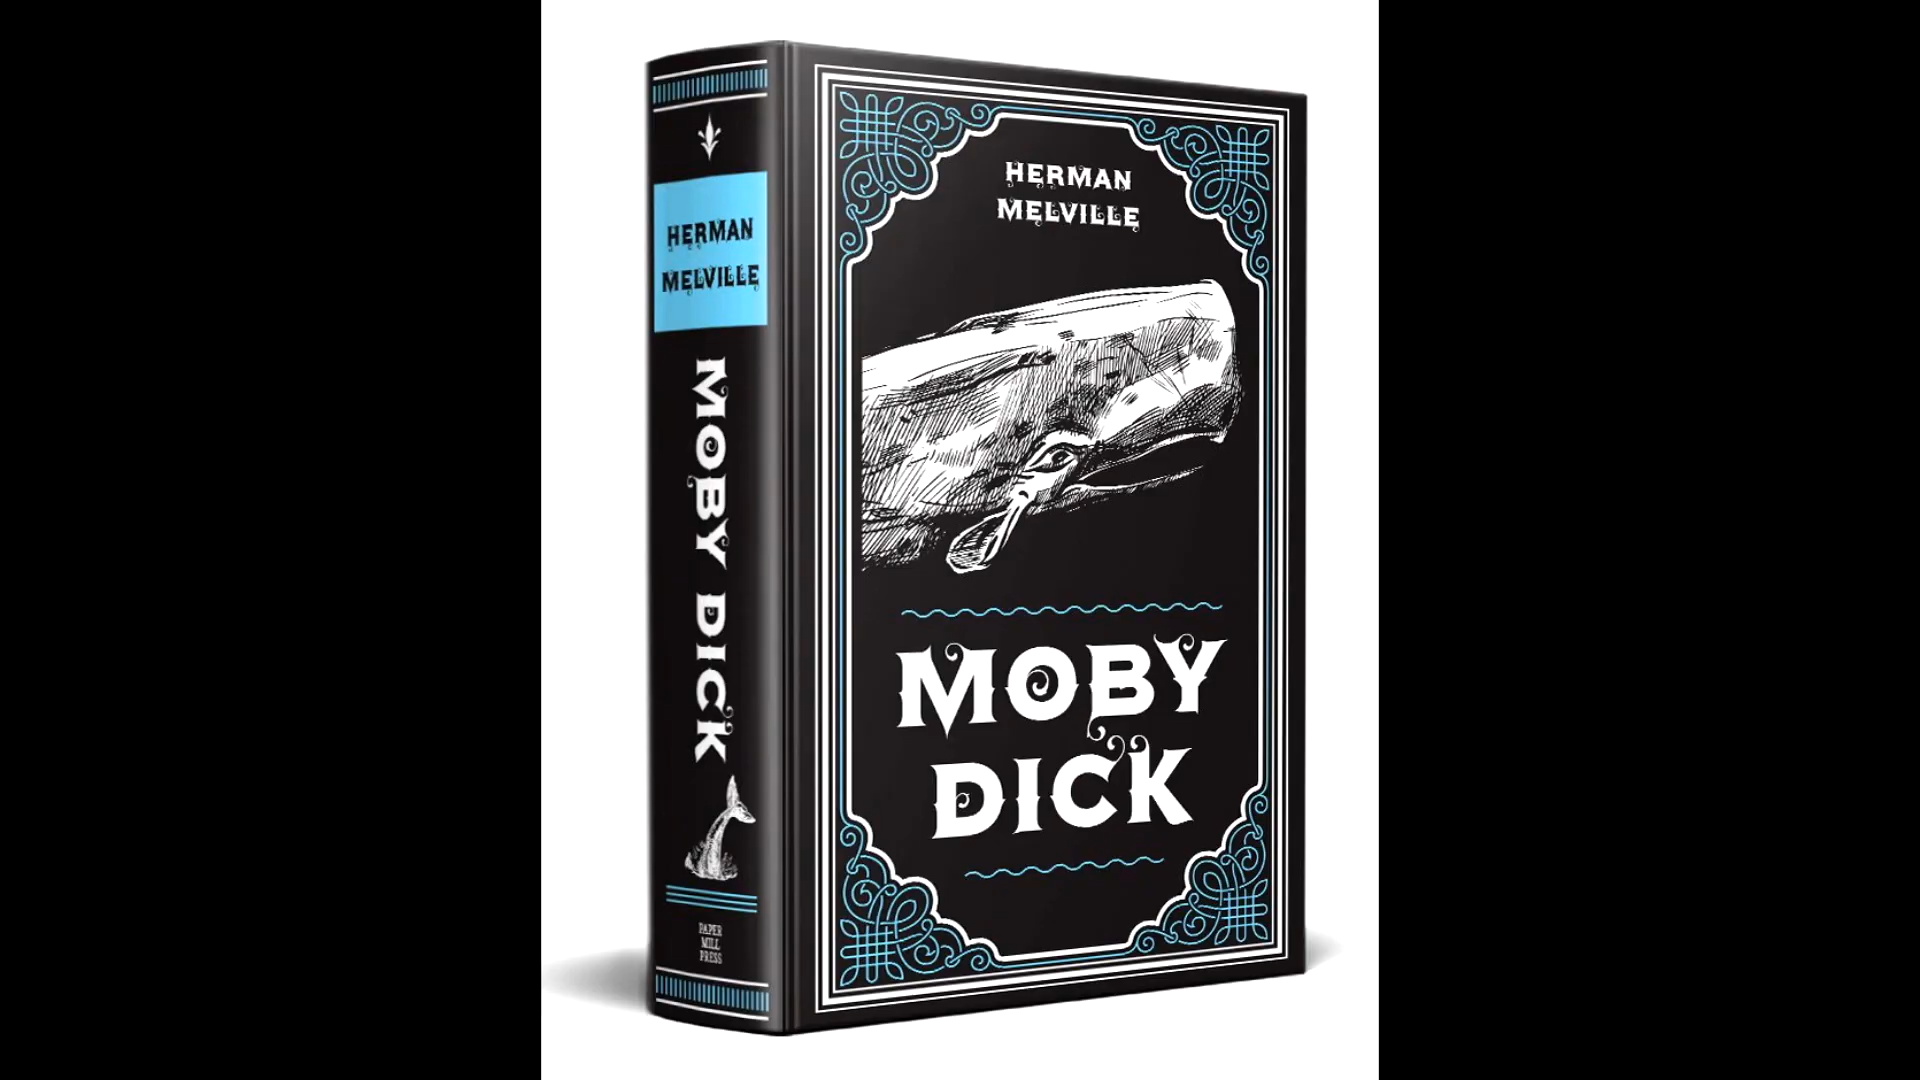 HERMAN
MELVILLE
MOBY DICK
PAPER
MILL
PRESS
HERMAN
MELVILLE
MOBY
DICK